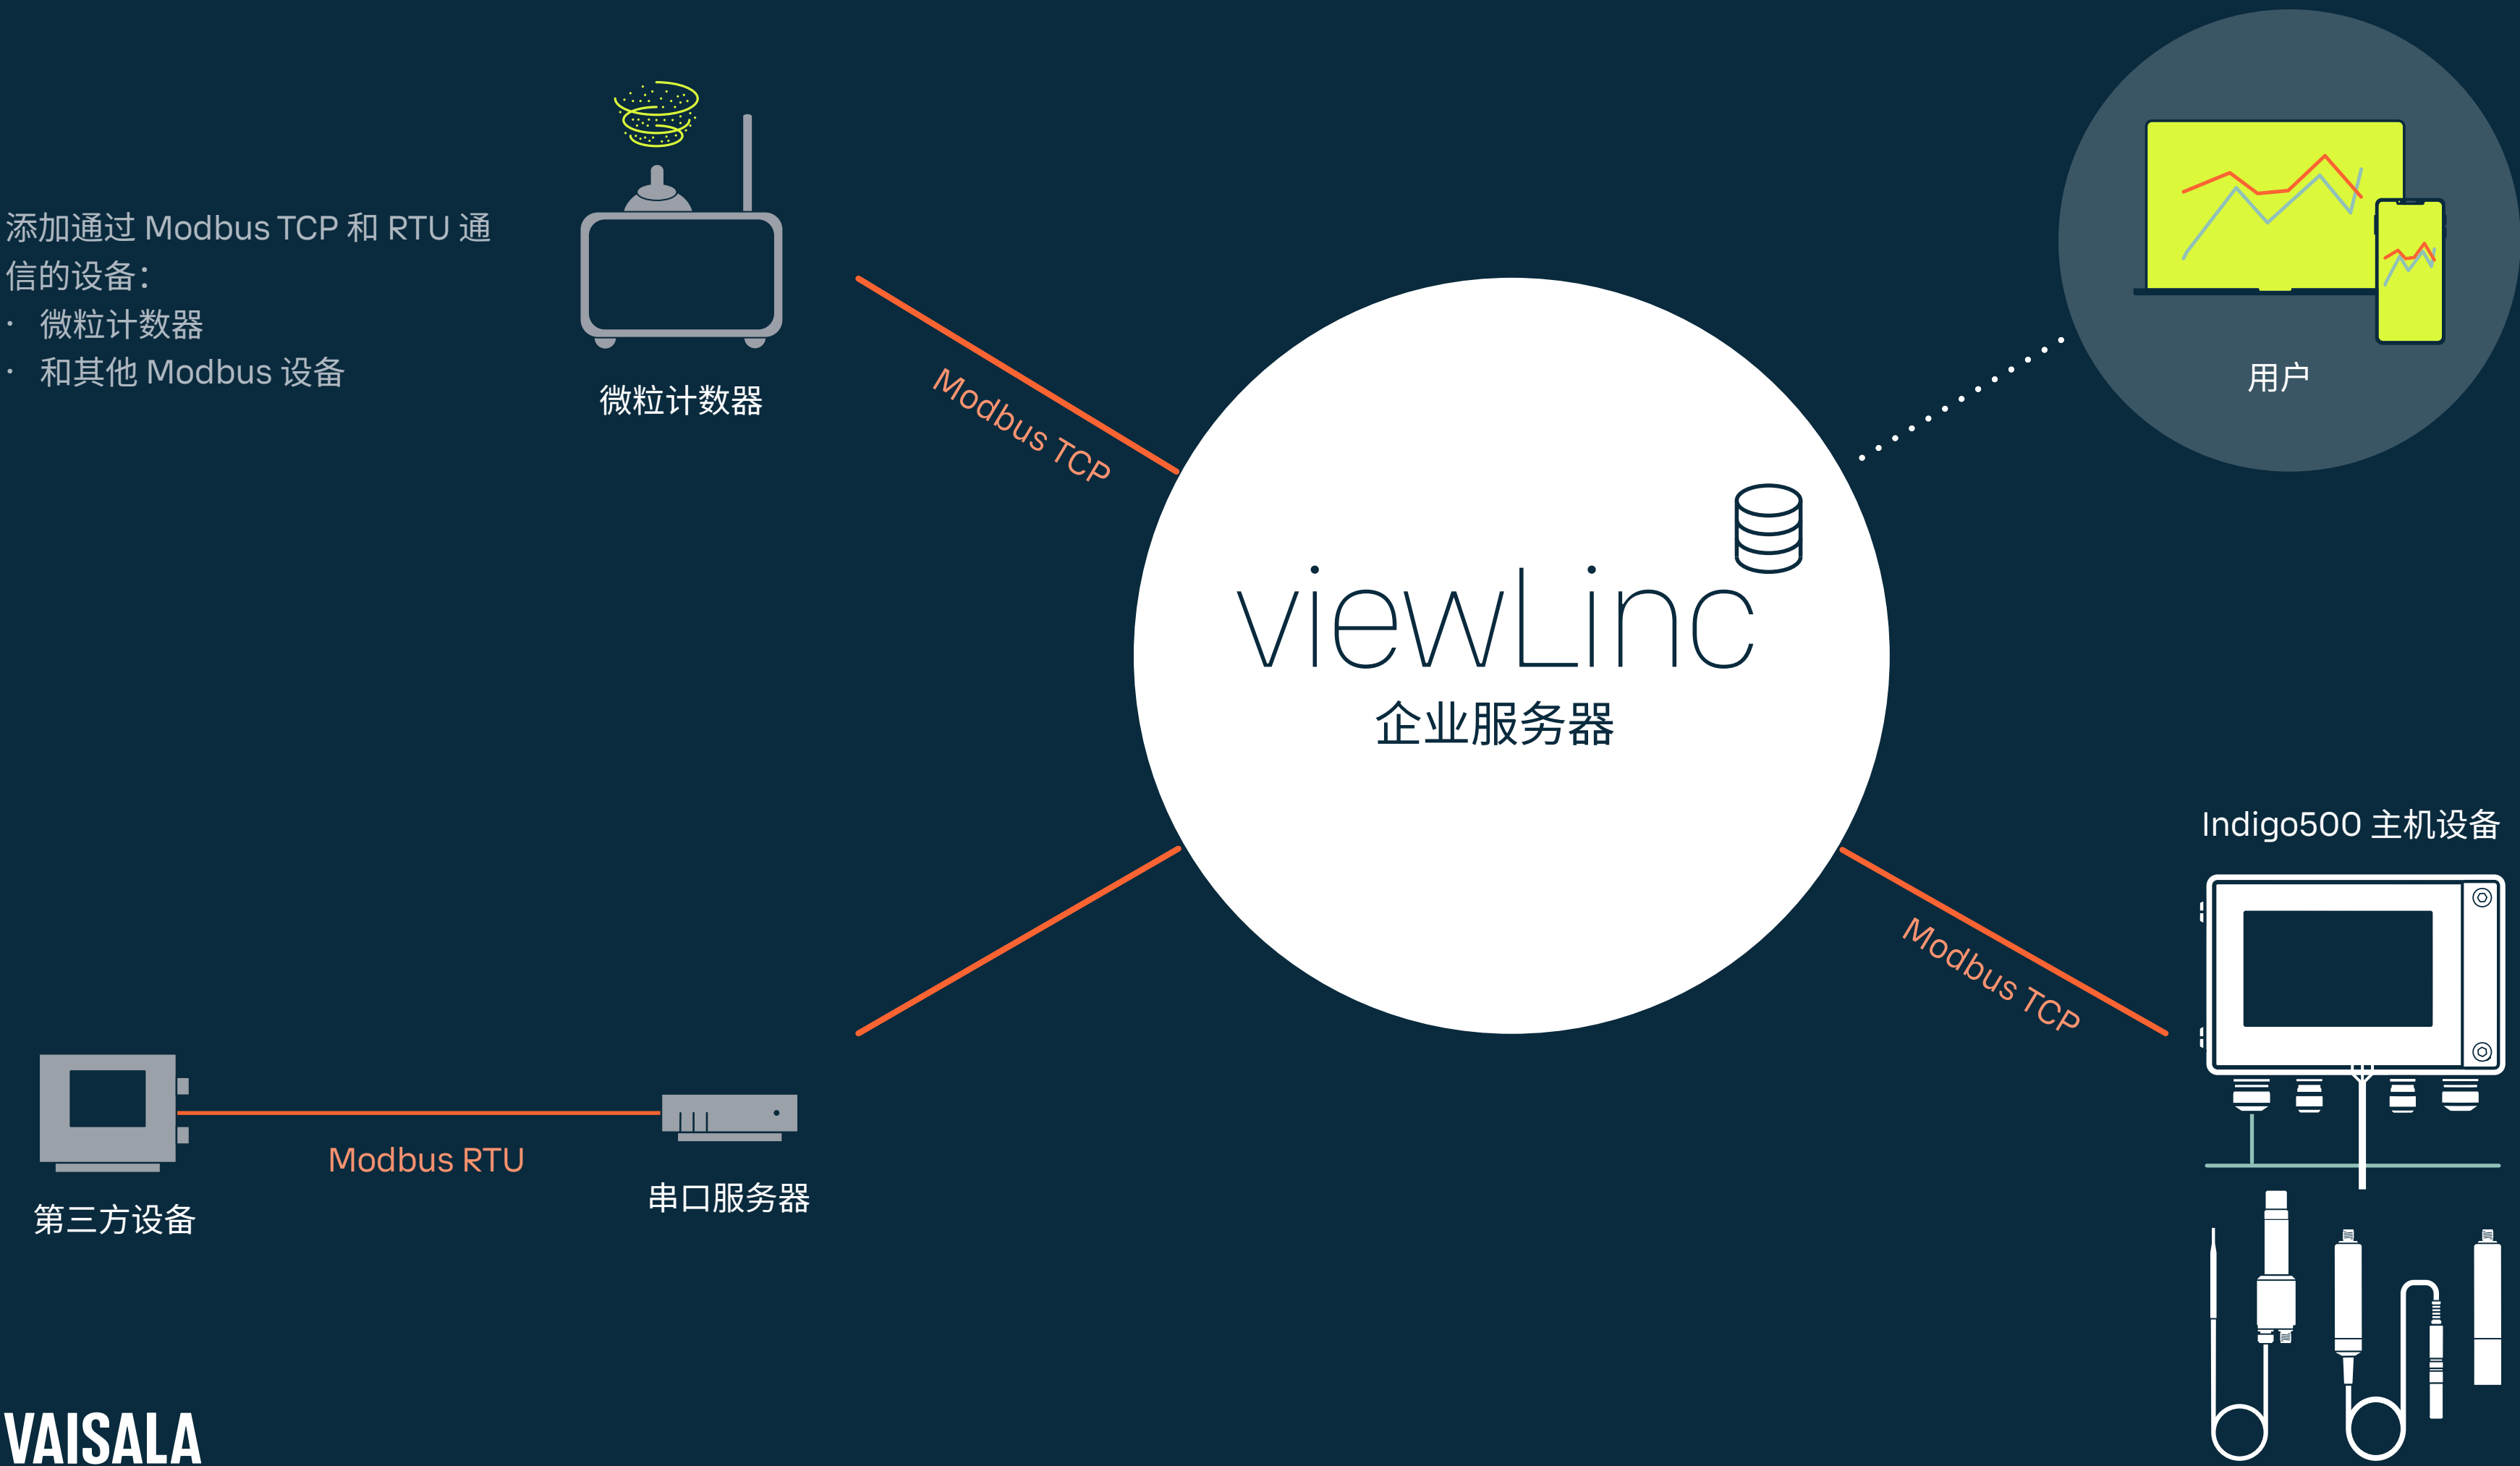 添加通过 Modbus TCP 和 RTU 通
信的设备：
· 微粒计数器
· 和其他 Modbus 设备
微粒计数器
Modbus TCP
用户
viewLinc
企业服务器
Indigo500 主机设备
Modbus TCP
Modbus RTU
串口服务器
第三方设备
VAISALA